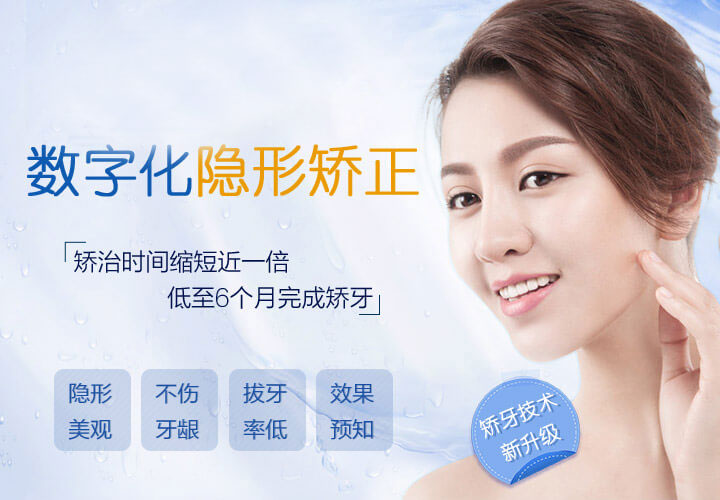 数字化隐形矫正
「矫治时间缩短近一倍
低至6个月完成矫牙」
隐形
美观
不伤
牙龈
拔牙
率低
效果
预知
矫牙技术
新升级